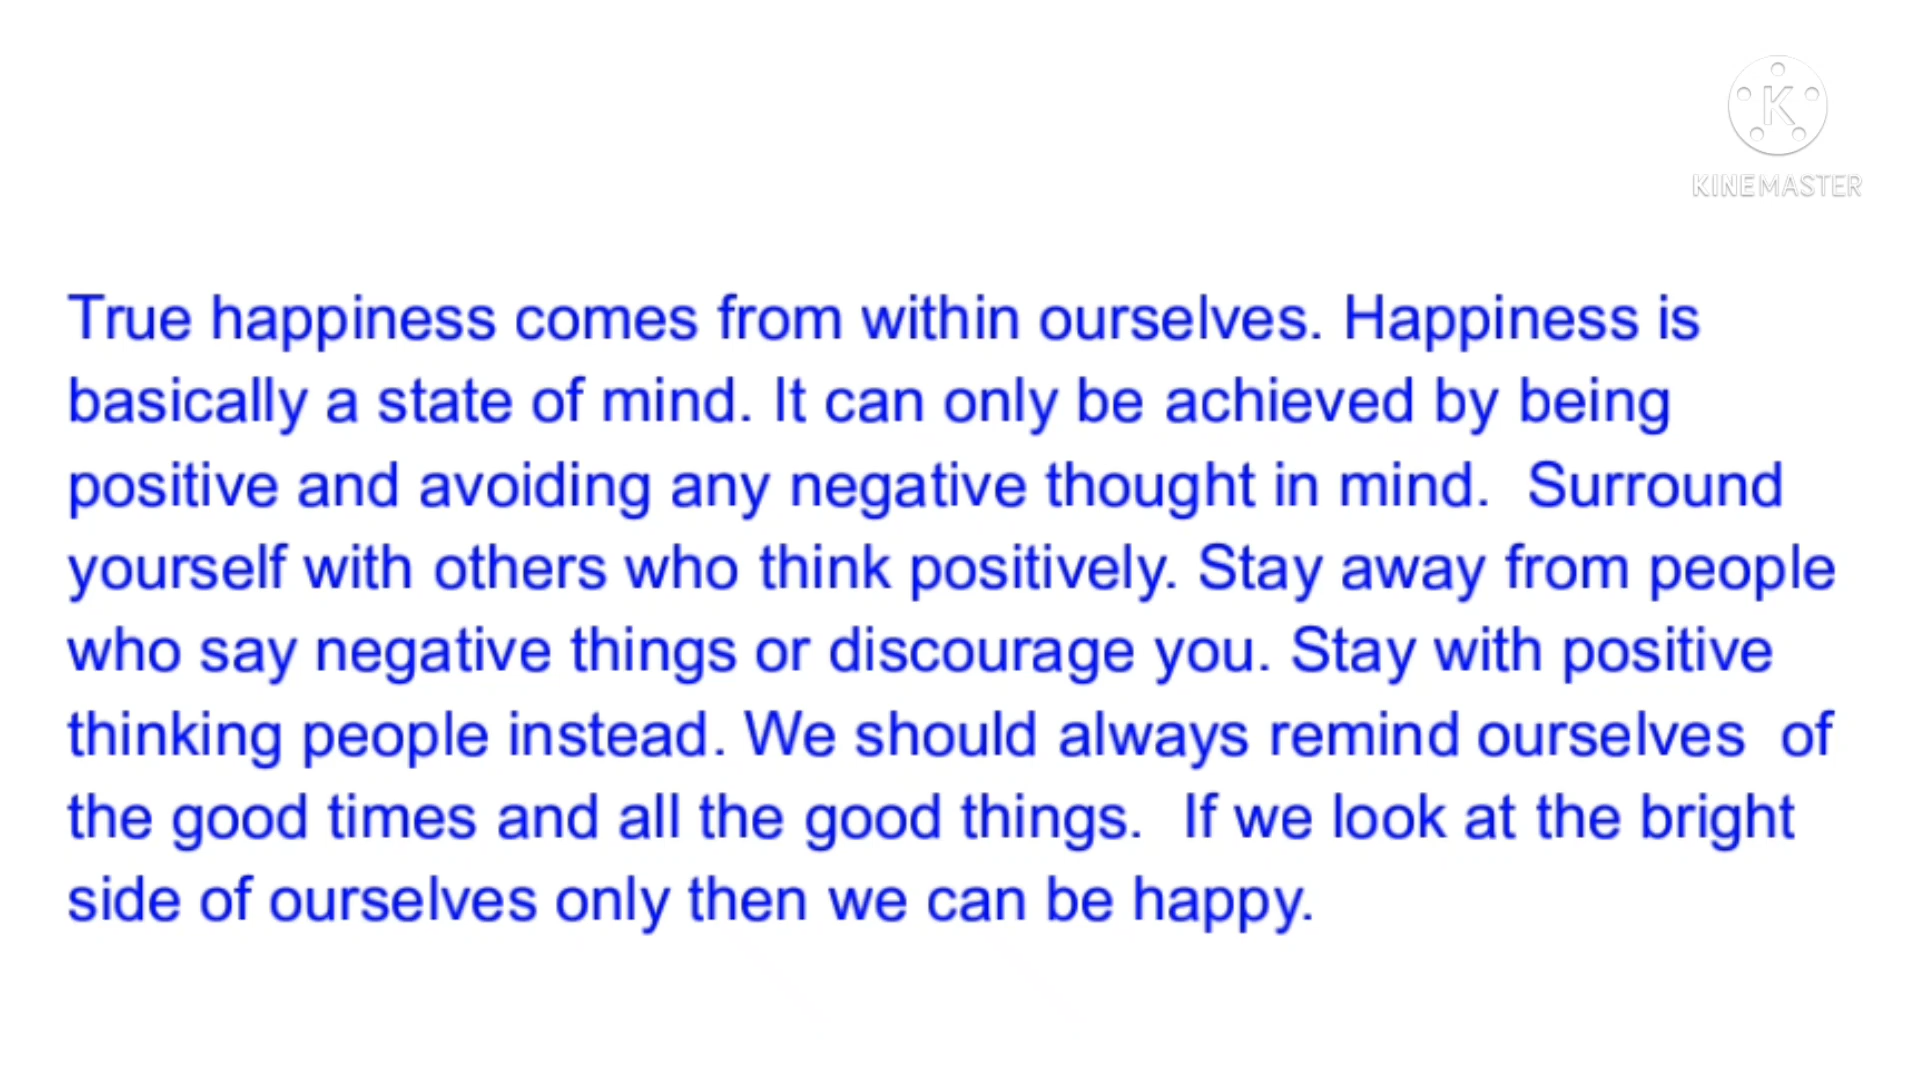 K
KINEMASTER
True happiness comes from within ourselves. Happiness is
basically a state of mind. It can only be achieved by being
positive and avoiding any negative thought in mind.  Surround
yourself with others who think positively. Stay away from people
who say negative things or discourage you. Stay with positive
thinking people instead. We should always remind ourselves  of
the good times and all the good things.  If we look at the bright
side of ourselves only then we can be happy.